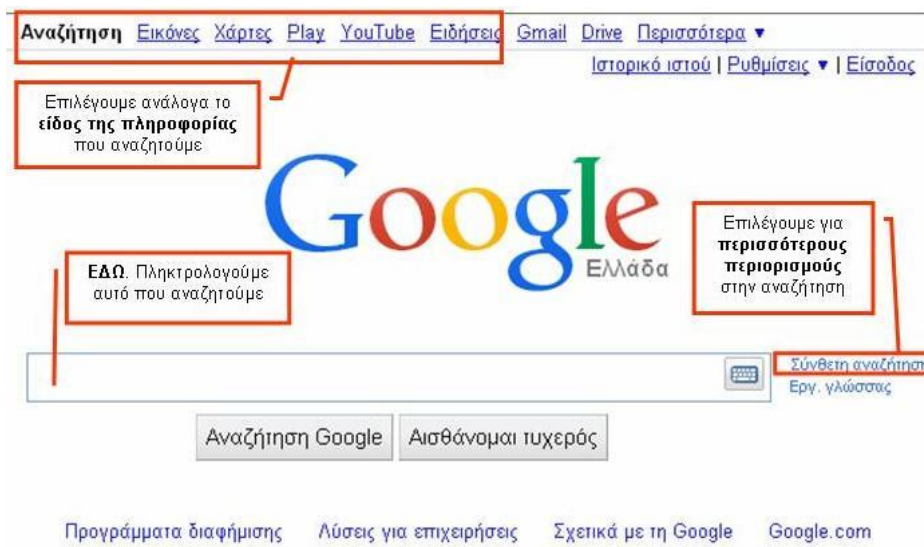 Αναζήτηση Εικόνες Χάρτες Play YouTube Ειδήσεις Gmail Drive Περισσότερα ▼
Ιστορικό ιστού | Ρυθμίσεις ▼ | Είσοδος
Επιλέγουμε ανάλογα το
είδος της πληροφορίας
που αναζητούμε
Google
Ελλάδα
Επιλέγουμε για
περισσότερους
περιορισμούς
στην αναζήτηση
ΕΔΩ. Πληκτρολογούμε
αυτό που αναζητούμε
Σύνθετη αναζήτηση
Εργ. γλώσσας
Αναζήτηση Google
Αισθάνομαι τυχερός
Προγράμματα διαφήμισης Λύσεις για επιχειρήσεις Σχετικά με τη Google Google.com